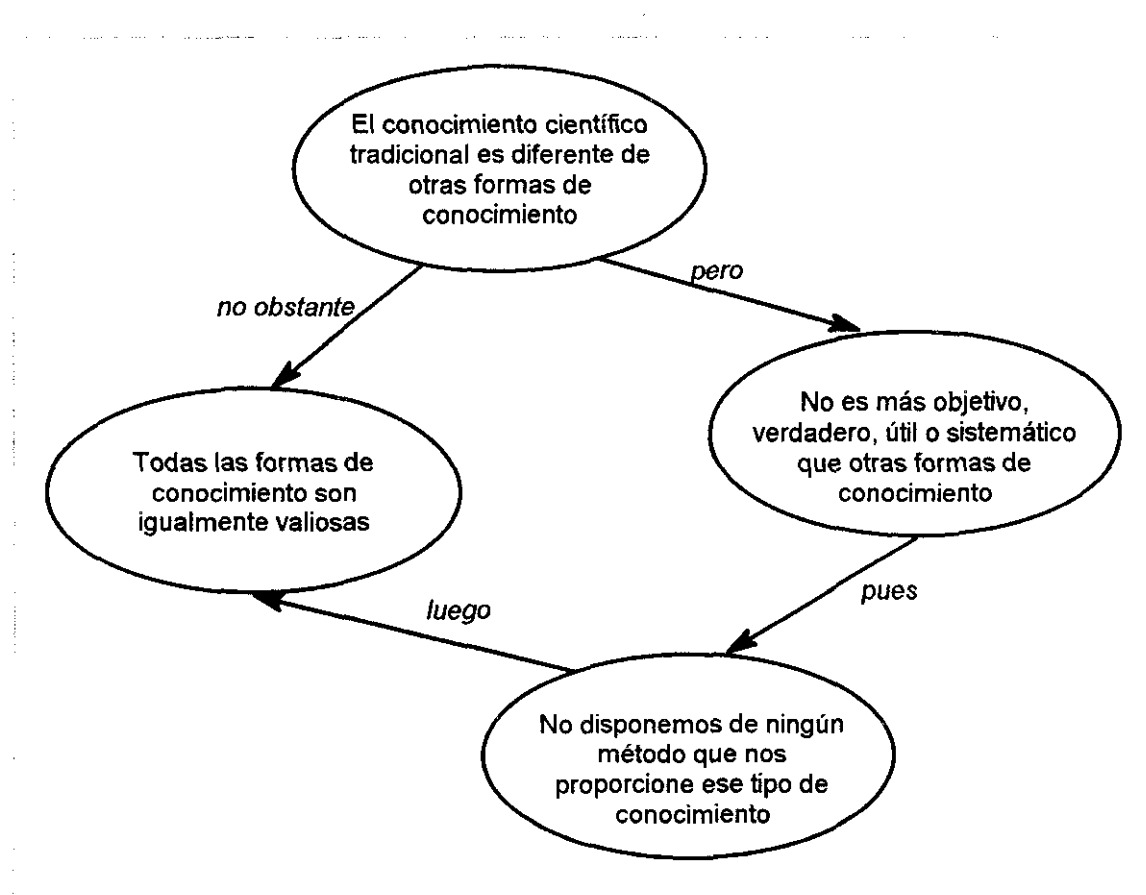 El conocimiento científico
tradicional es diferente de
otras formas de
conocimiento
pero
no obstante
No es más objetivo,
verdadero, útil o sistemático
que otras formas de
conocimiento
Todas las formas de
conocimiento son
igualmente valiosas
pues
luego
No disponemos de ningún
método que nos
proporcione ese tipo de
conocimiento